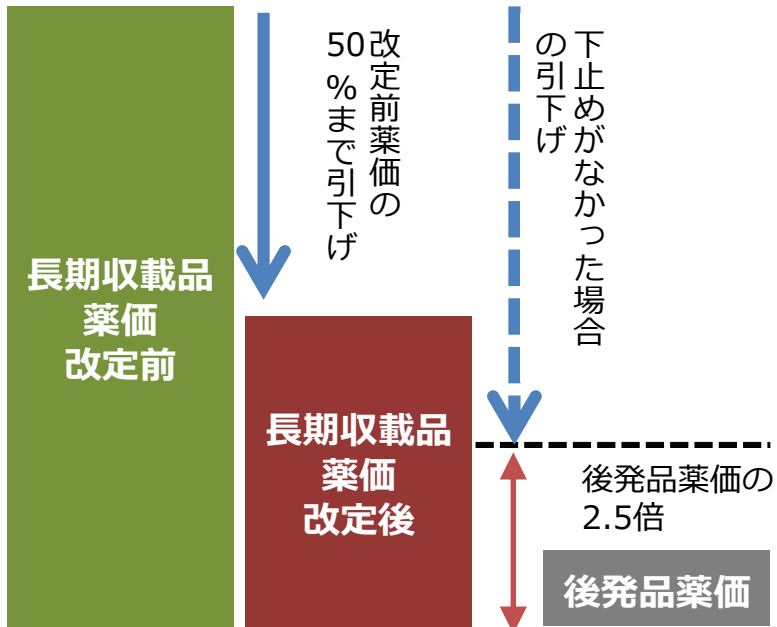 長期収載品
薬価
改定前
改定前薬価の
50%まで引下げ
長期収載品
薬価
改定後
下止めがなかった場合
の引下げ
後発品薬価の
2.5倍
後発品薬価